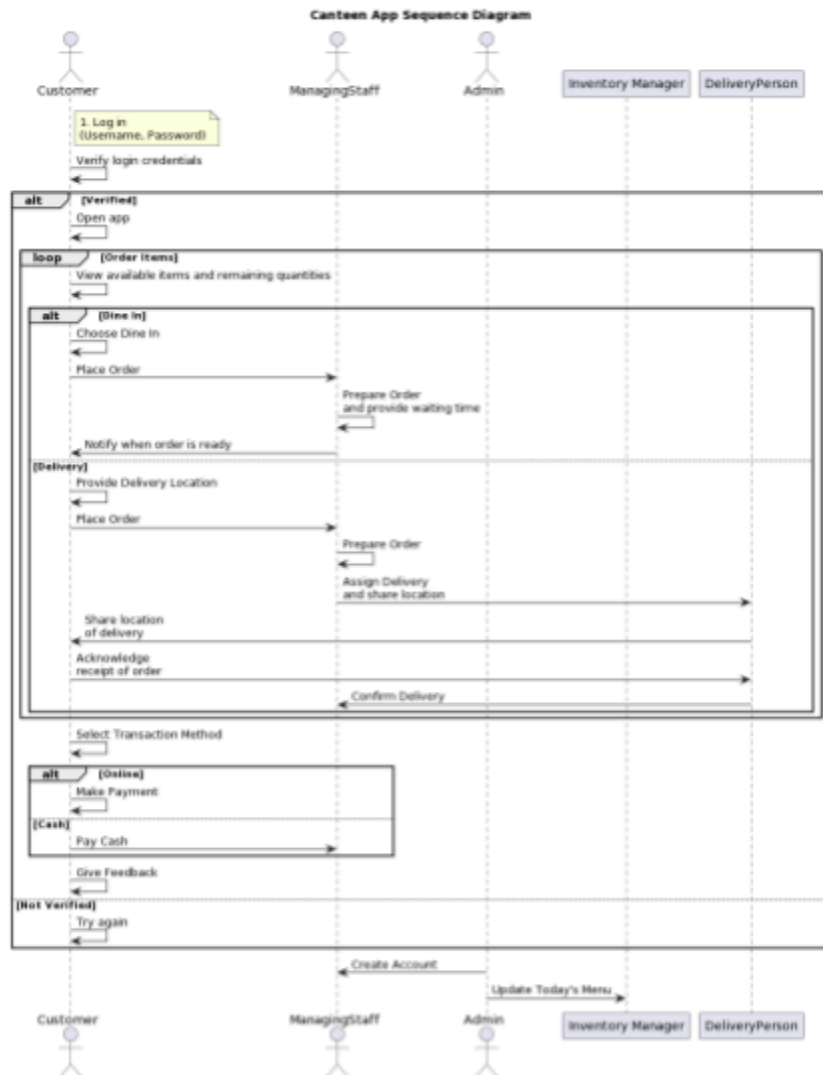 Canteen App Sequence Diagram
Customer
ManagingStaff
Admin
Inventory Manager
DeliveryPerson
1. Log in
(Username, Password)
Verify login credentials
alt
[Verified]
Open app
loop
[Order Items]
View available items and remaining quantities
alt
[Dine In]
Choose Dine In
Place Order
Prepare Order
and provide waiting time
Notify when order is ready
[Delivery]
Provide Delivery Location
Place Order
Prepare Order
Assign Delivery
and share location
Share location
of delivery
Acknowledge
receipt of order
Confirm Delivery
Select Transaction Method
alt
[Online]
Make Payment
[Cash]
Pay Cash
Give Feedback
[Not Verified]
Try again
Create Account
Update Today's Menu
Customer
ManagingStaff
Admin
Inventory Manager
DeliveryPerson